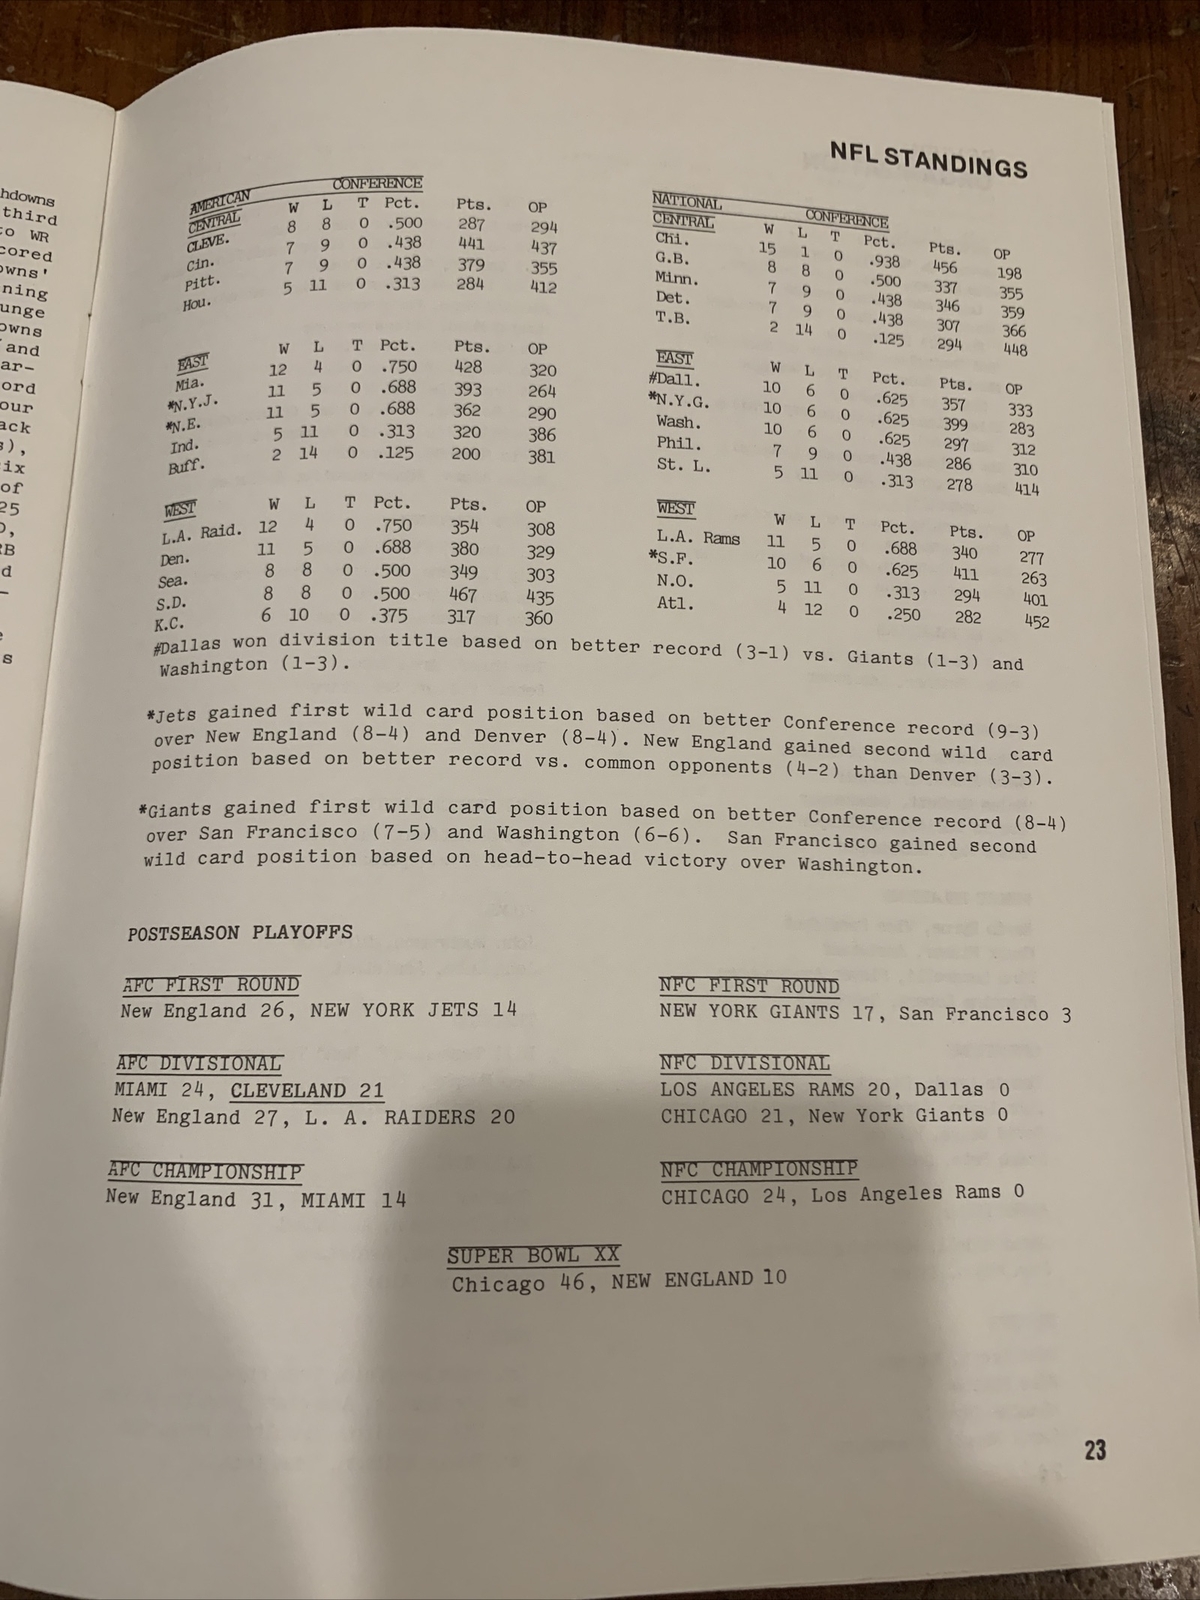 hdowns
third
to WR
cored
owns'
ning
unge
owns
and
ar-
ord
our
ack
s),
ix
of
25
O,
RB
d
s
NFL STANDINGS
AMERICAN CONFERENCE
CENTRAL W L T Pct. Pts. OP
CLEVE. 8 8 0 .500 287 294
Cin. 7 9 0 .438 441 437
Pitt. 7 9 0 .438 379 355
Hou. 5 11 0 .313 284 412
EAST W L T Pct. Pts. OP
Mia. 12 4 0 .750 428 320
*N.Y.J. 11 5 0 .688 393 264
*N.E. 11 5 0 .688 362 290
Ind. 5 11 0 .313 320 386
Buff. 2 14 0 .125 200 381
WEST W L T Pct. Pts. OP
L.A. Raid. 12 4 0 .750 354 308
Den. 11 5 0 .688 380 329
Sea. 8 8 0 .500 349 303
S.D. 8 8 0 .500 467 435
K.C. 6 10 0 .375 317 360
NATIONAL CONFERENCE
CENTRAL W L T Pct. Pts. OP
Chi. 15 1 0 .938 456 198
G.B. 8 8 0 .500 337 355
Minn. 7 9 0 .438 346 359
Det. 7 9 0 .438 307 366
T.B. 2 14 0 .125 294 448
EAST W L T Pct. Pts. OP
#Dall. 10 6 0 .625 357 333
*N.Y.G. 10 6 0 .625 399 283
Wash. 10 6 0 .625 297 312
Phil. 7 9 0 .438 286 310
St. L. 5 11 0 .313 278 414
WEST W L T Pct. Pts. OP
L.A. Rams 11 5 0 .688 340 277
*S.F. 10 6 0 .625 411 263
N.O. 5 11 0 .313 294 401
Atl. 4 12 0 .250 282 452
#Dallas won division title based on better record (3-1) vs. Giants (1-3) and
Washington (1-3).
*Jets gained first wild card position based on better Conference record (9-3)
over New England (8-4) and Denver (8-4). New England gained second wild card
position based on better record vs. common opponents (4-2) than Denver (3-3).
*Giants gained first wild card position based on better Conference record (8-4)
over San Francisco (7-5) and Washington (6-6). San Francisco gained second
wild card position based on head-to-head victory over Washington.
POSTSEASON PLAYOFFS
AFC FIRST ROUND
New England 26, NEW YORK JETS 14
NFC FIRST ROUND
NEW YORK GIANTS 17, San Francisco 3
AFC DIVISIONAL
MIAMI 24, CLEVELAND 21
New England 27, L. A. RAIDERS 20
NFC DIVISIONAL
LOS ANGELES RAMS 20, Dallas 0
CHICAGO 21, New York Giants 0
AFC CHAMPIONSHIP
New England 31, MIAMI 14
NFC CHAMPIONSHIP
CHICAGO 24, Los Angeles Rams 0
SUPER BOWL XX
Chicago 46, NEW ENGLAND 10
23